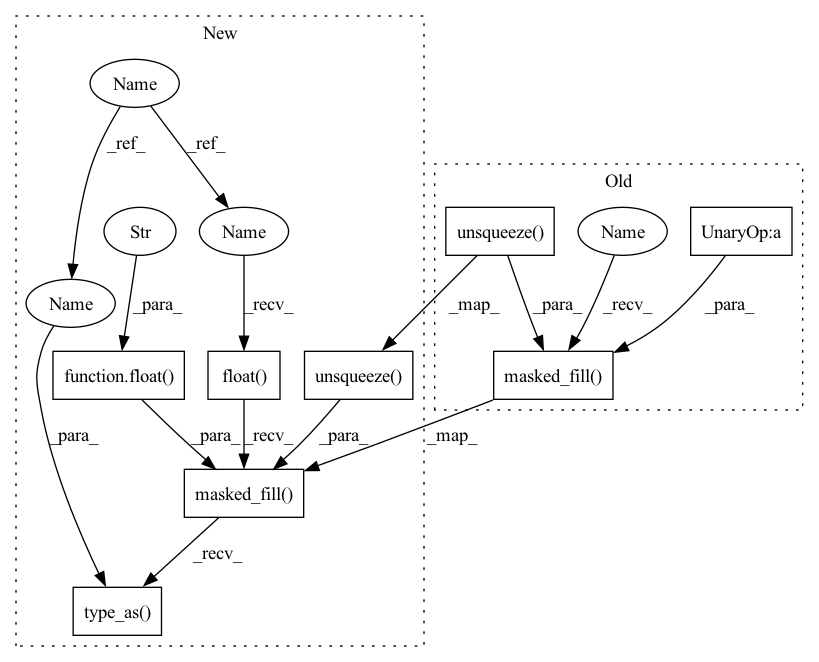 New
Name
_ref_
_ref_
Old
Str
Name
unsqueeze()
Name
UnaryOp:a
Name
_para_
_recv_
_map_
_para_
_recv_
_para_
function.float()
float()
unsqueeze()
masked_fill()
_para_
_para_
_recv_
_para_
_map_
masked_fill()
_recv_
type_as()